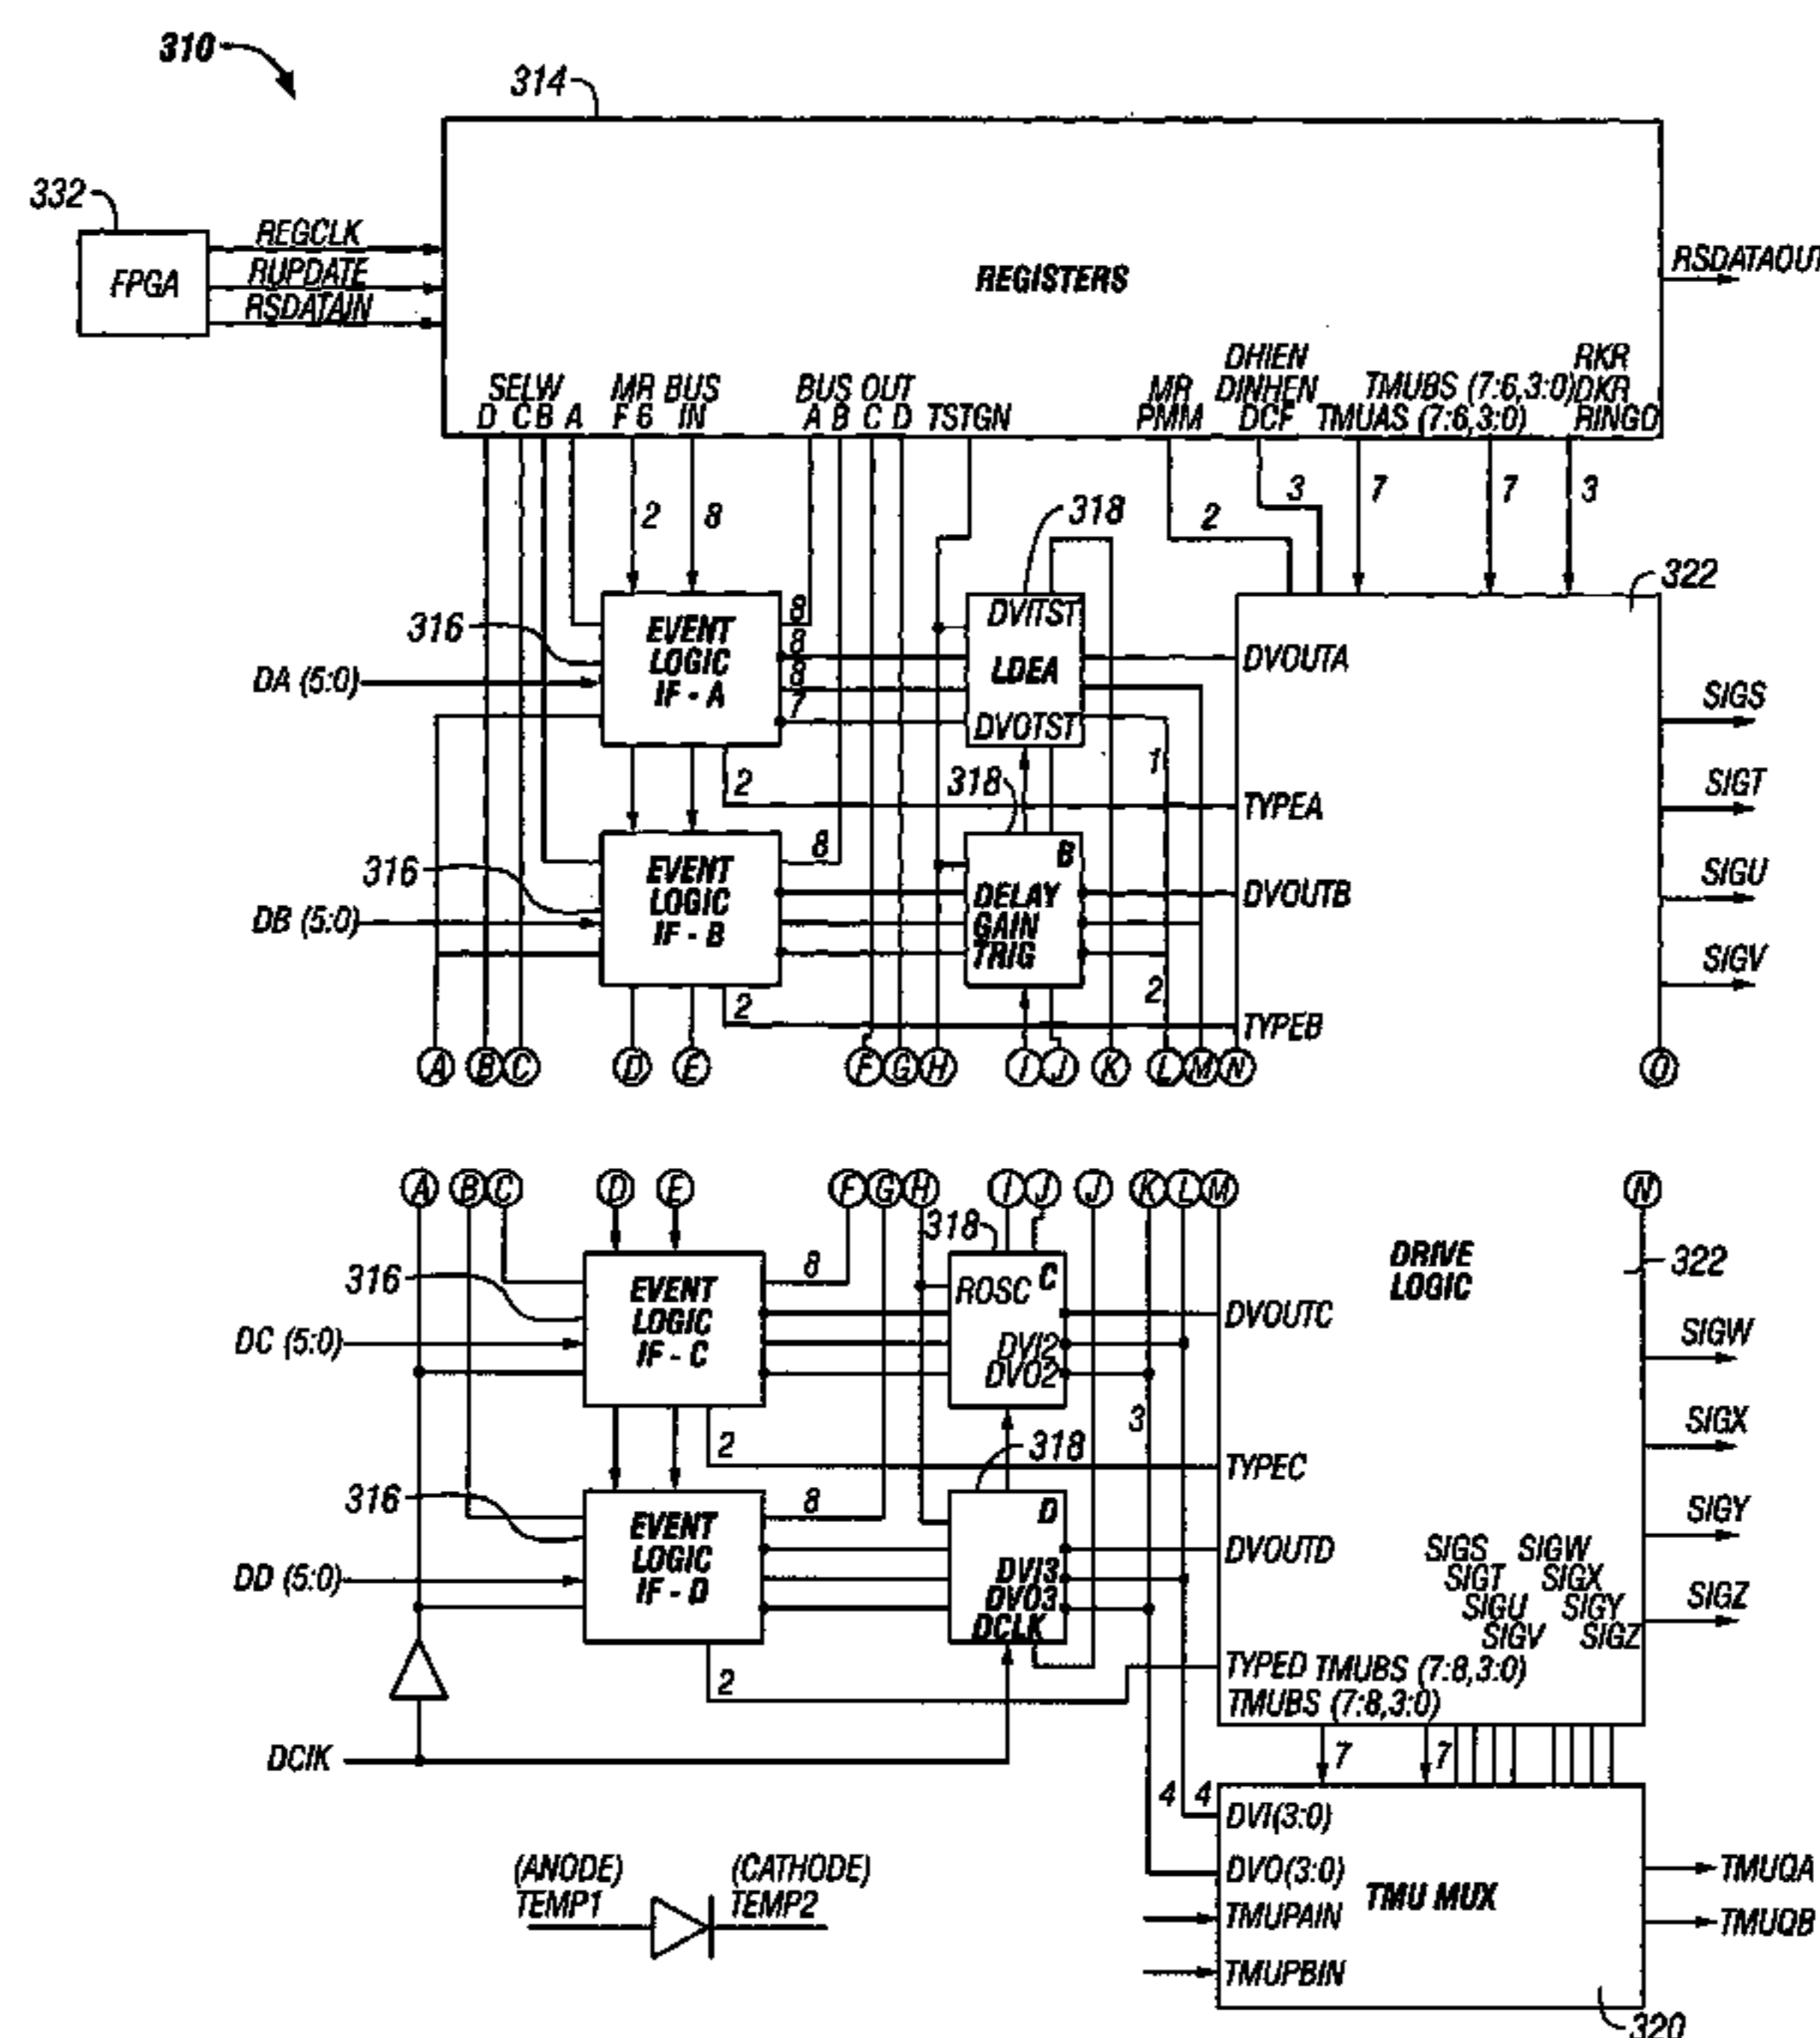 310
314
332
FPGA
REGCLK
RUPDATE
RSDATAIN
REGISTERS
RSDATAOUT
SELW
D C B A
MR BUS
F 6 IN
BUS OUT
A B C D
TSTGN
MR
PMM
DHIEN
DINHEN
DCF
TMUBS (7:6,3:0)
TMUAS (7:6,3:0)
RKR
DKR
RINGO
2
8
2
3
7
7
3
318
322
316
DA (5:0)
EVENT
LOGIC
IF - A
8
8
7
DVITST
LDEA
DVOTST
DVOUTA
SIGS
1
2
318
TYPEA
SIGT
316
DB (5:0)
EVENT
LOGIC
IF - B
8
B
DELAY
GAIN
TRIG
DVOUTB
SIGU
SIGV
2
2
TYPEB
A B C D E F G H I J K L M N O
A B C D E F G H I J J K L M N
318
316
DC (5:0)
EVENT
LOGIC
IF - C
8
ROSC C
DVI2
DVO2
DVOUTC
DRIVE
LOGIC
322
SIGW
3
2
318
TYPEC
SIGX
316
DD (5:0)
EVENT
LOGIC
IF - D
8
D
DVI3
DVO3
DCLK
DVOUTD
SIGY
SIGS SIGW
SIGT SIGX
SIGU SIGY
SIGV SIGZ
SIGZ
2
TYPED TMUBS (7:8,3:0)
TMUBS (7:8,3:0)
DCIK
7
7
4 4
DVI(3:0)
DVO(3:0)
TMUPAIN
TMUPBIN
TMU MUX
TMUQA
TMUQB
320
(ANODE)
TEMP1
(CATHODE)
TEMP2